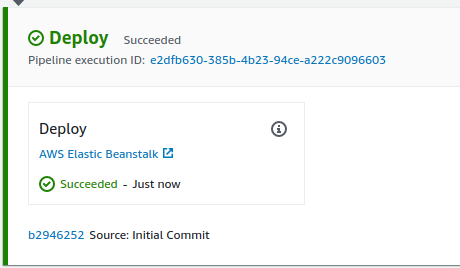 Deploy Succeeded
Pipeline execution ID: e2dfb630-385b-4b23-94ce-a222c9096603
Deploy
AWS Elastic Beanstalk
Succeeded - Just now
b2946252 Source: Initial Commit